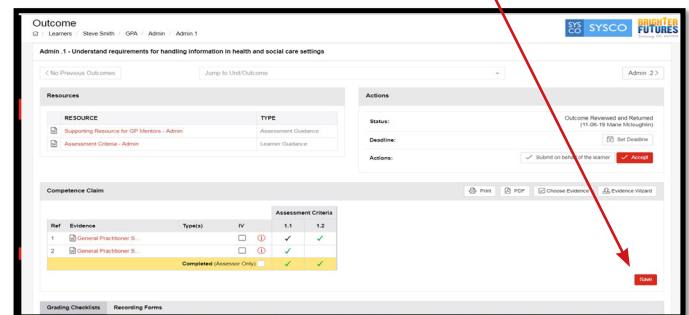 Outcome
/ Learners / Steve Smith / GPA / Admin / Admin.1
SYS CO SYSCO
BRIGHTER FUTURES
Admin .1 - Understand requirements for handling information in health and social care settings
< No Previous Outcomes Jump to Unit/Outcome Admin .2 >
Resources
RESOURCE TYPE
Supporting Resource for GP Mentors - Admin Assessment Guidance
Assessment Criteria - Admin Learner Guidance
Actions
Status: Outcome Reviewed and Returned
(11-06-19 Marie Mcloughlin)
Deadline: Set Deadline
Actions: Submit on behalf of the learner Accept
Competence Claim Print PDF Choose Evidence Evidence Wizard
Assessment Criteria
Ref Evidence Type(s) IV 1.1 1.2
1 General Practitioner S...
2 General Practitioner S...
Completed (Assessor Only)
Save
Grading Checklists Recording Forms